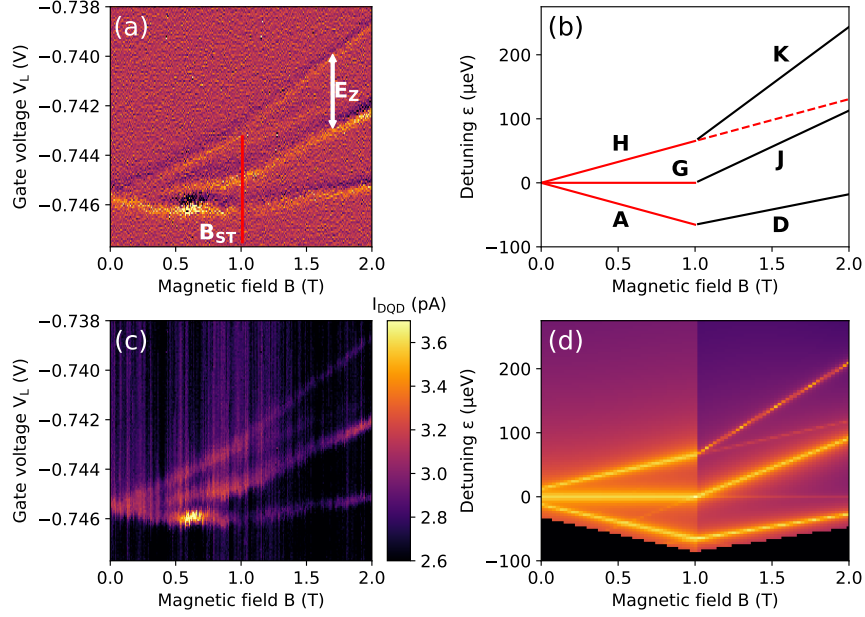 (a)
Gate voltage V_L (V)
−0.738
−0.740
−0.742
−0.744
−0.746
E_Z
B_ST
0.0 0.5 1.0 1.5 2.0
Magnetic field B (T)
(b)
Detuning ε (μeV)
200
100
0
−100
K
H
G
J
A
D
0.0 0.5 1.0 1.5 2.0
Magnetic field B (T)
(c)
Gate voltage V_L (V)
−0.738
−0.740
−0.742
−0.744
−0.746
0.0 0.5 1.0 1.5 2.0
Magnetic field B (T)
I_DQD (pA)
3.6
3.4
3.2
3.0
2.8
2.6
(d)
Detuning ε (μeV)
200
100
0
−100
0.0 0.5 1.0 1.5 2.0
Magnetic field B (T)